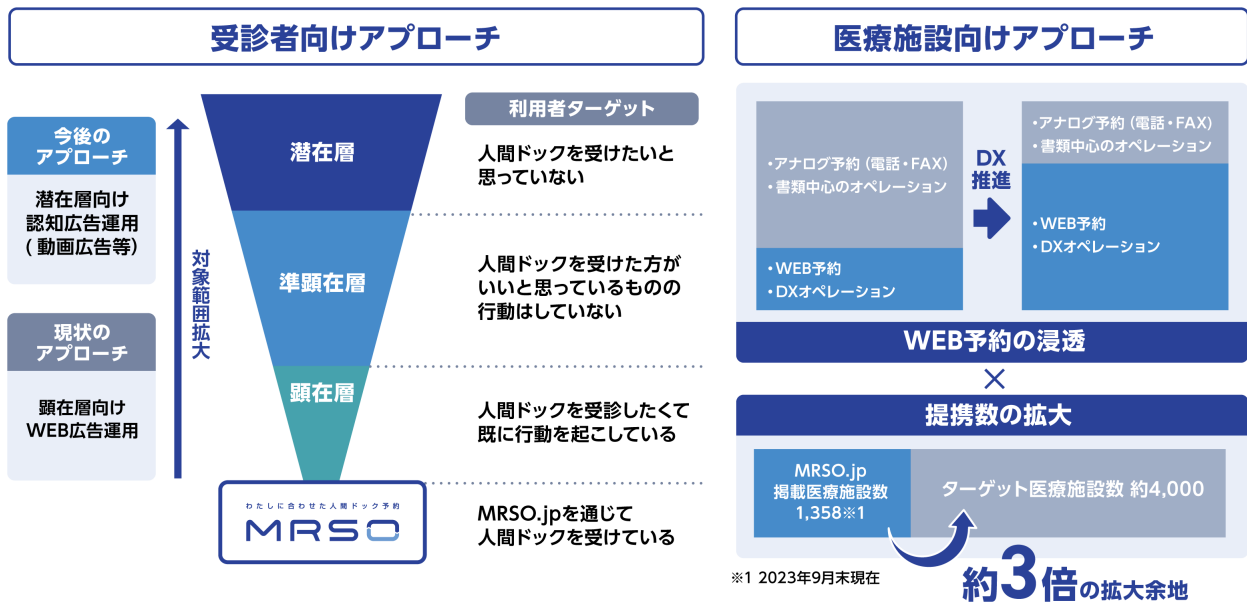 受診者向けアプローチ
今後の
アプローチ
潜在層向け
認知広告運用
(動画広告等)
現状の
アプローチ
顕在層向け
WEB広告運用
対象範囲拡大
潜在層
準顕在層
顕在層
わたしに合わせた人間ドック予約
MRSO
利用者ターゲット
人間ドックを受けたいと
思っていない
人間ドックを受けた方が
いいと思っているものの
行動はしていない
人間ドックを受診したくて
既に行動を起こしている
MRSO.jpを通じて
人間ドックを受けている
医療施設向けアプローチ
・アナログ予約(電話・FAX)
・書類中心のオペレーション
・WEB予約
・DXオペレーション
DX
推進
・アナログ予約(電話・FAX)
・書類中心のオペレーション
・WEB予約
・DXオペレーション
WEB予約の浸透
×
提携数の拡大
MRSO.jp
掲載医療施設数
1,358※1
ターゲット医療施設数 約4,000
※1 2023年9月末現在
約3倍の拡大余地